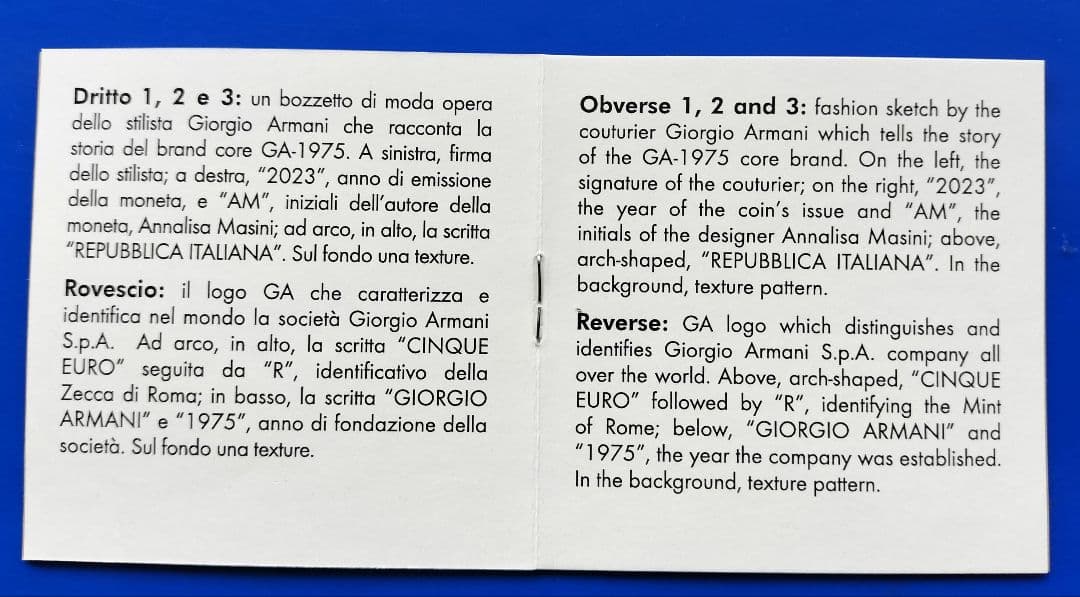 Dritto 1, 2 e 3: un bozzetto di moda opera
dello stilista Giorgio Armani che racconta la
storia del brand core GA-1975. A sinistra, firma
dello stilista; a destra, "2023", anno di emissione
della moneta, e "AM", iniziali dell'autore della
moneta, Annalisa Masini; ad arco, in alto, la scritta
"REPUBBLICA ITALIANA". Sul fondo una texture.
Rovescio: il logo GA che caratterizza e
identifica nel mondo la società Giorgio Armani
S.p.A. Ad arco, in alto, la scritta "CINQUE
EURO" seguita da "R", identificativo della
Zecca di Roma; in basso, la scritta "GIORGIO
ARMANI" e "1975", anno di fondazione della
società. Sul fondo una texture.
Obverse 1, 2 and 3: fashion sketch by the
couturier Giorgio Armani which tells the story
of the GA-1975 core brand. On the left, the
signature of the couturier; on the right, "2023",
the year of the coin's issue and "AM", the
initials of the designer Annalisa Masini; above,
arch-shaped, "REPUBBLICA ITALIANA". In the
background, texture pattern.
Reverse: GA logo which distinguishes and
identifies Giorgio Armani S.p.A. company all
over the world. Above, arch-shaped, "CINQUE
EURO" followed by "R", identifying the Mint
of Rome; below, "GIORGIO ARMANI" and
"1975", the year the company was established.
In the background, texture pattern.